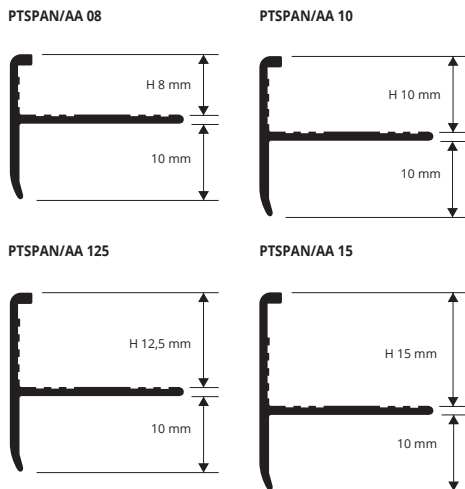 PTSPAN/AA 08
PTSPAN/AA 10
H 8 mm
10 mm
H 10 mm
10 mm
PTSPAN/AA 125
PTSPAN/AA 15
H 12,5 mm
10 mm
H 15 mm
10 mm